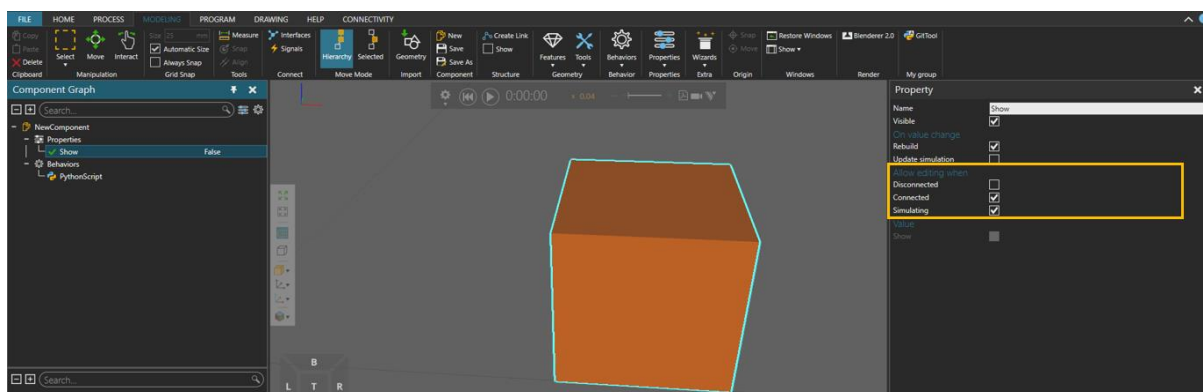 FILE HOME PROCESS MODELING PROGRAM DRAWING HELP CONNECTIVITY
Copy
Paste
Delete
Clipboard
Select Move Interact
Manipulation
Size 25 mm
Automatic Size
Always Snap
Grid Snap
Measure
Snap
Align
Tools
Interfaces
Signals
Connect
Hierarchy Selected
Move Mode
Geometry
Import
New
Save
Save As
Component
Create Link
Show
Structure
Features Tools
Geometry
Behaviors
Behavior
Properties
Properties
Wizards
Extra
Snap
Move
Origin
Restore Windows
Show
Windows
Blenderer 2.0
Render
GitTool
My group
Component Graph
Search...
NewComponent
Properties
Show False
Behaviors
PythonScript
Search...
0:00:00 x 0.04
B
L T R
Property
Name Show
Visible
On value change
Rebuild
Update simulation
Allow editing when
Disconnected
Connected
Simulating
Value
Show